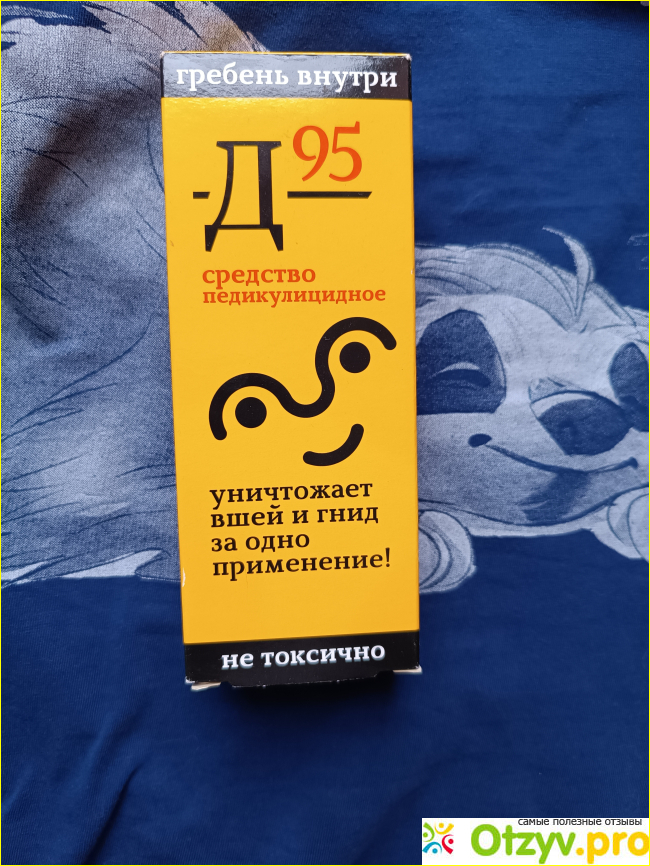 гребень внутри
Д95
средство
педикулицидное
уничтожает
вшей и гнид
за одно
применение!
не токсично
самые полезные отзывы
Otzyv.pro